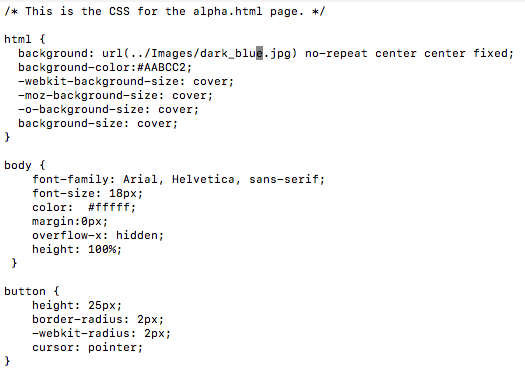 /* This is the CSS for the alpha.html page. */

html {
  background: url(../Images/dark_blue.jpg) no-repeat center center fixed;
  background-color:#AABCC2;
  -webkit-background-size: cover;
  -moz-background-size: cover;
  -o-background-size: cover;
  background-size: cover;
}

body {
    font-family: Arial, Helvetica, sans-serif;
    font-size: 18px;
    color:  #fffff;
    margin:0px;
    overflow-x: hidden;
    height: 100%;
 }

button {
    height: 25px;
    border-radius: 2px;
    -webkit-radius: 2px;
    cursor: pointer;
}